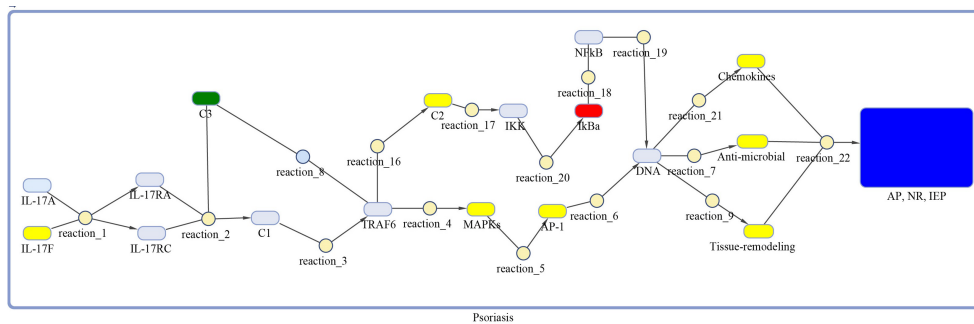 NFkB
reaction_19
Chemokines
reaction_18
C3
C2
reaction_17
IKK
IkBa
reaction_21
reaction_16
reaction_20
DNA
reaction_7
Anti-microbial
reaction_22
reaction_8
IL-17A
IL-17RA
AP, NR, IEP
IL-17F
reaction_1
IL-17RC
reaction_2
C1
TRAF6
reaction_4
MAPKs
AP-1
reaction_6
reaction_9
Tissue-remodeling
reaction_3
reaction_5
Psoriasis